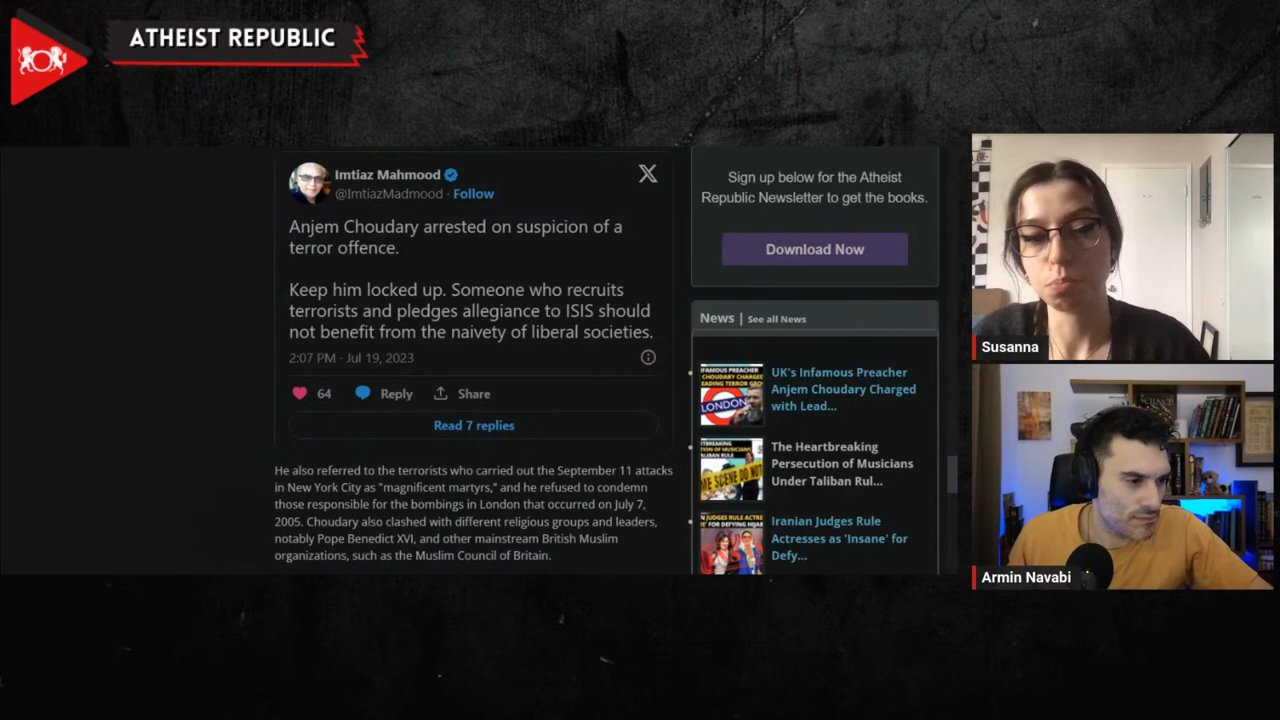 ATHEIST REPUBLIC
Imtiaz Mahmood
@ImtiazMadmood · Follow
Anjem Choudary arrested on suspicion of a
terror offence.
Keep him locked up. Someone who recruits
terrorists and pledges allegiance to ISIS should
not benefit from the naivety of liberal societies.
2:07 PM · Jul 19, 2023
64 Reply Share
Read 7 replies
He also referred to the terrorists who carried out the September 11 attacks
in New York City as "magnificent martyrs," and he refused to condemn
those responsible for the bombings in London that occurred on July 7,
2005. Choudary also clashed with different religious groups and leaders,
notably Pope Benedict XVI, and other mainstream British Muslim
organizations, such as the Muslim Council of Britain.
Sign up below for the Atheist
Republic Newsletter to get the books.
Download Now
News | See all News
LONDON
UK's Infamous Preacher
Anjem Choudary Charged
with Lead...
The Heartbreaking
Persecution of Musicians
Under Taliban Rul...
Iranian Judges Rule
Actresses as 'Insane' for
Defy...
Susanna
Armin Navabi